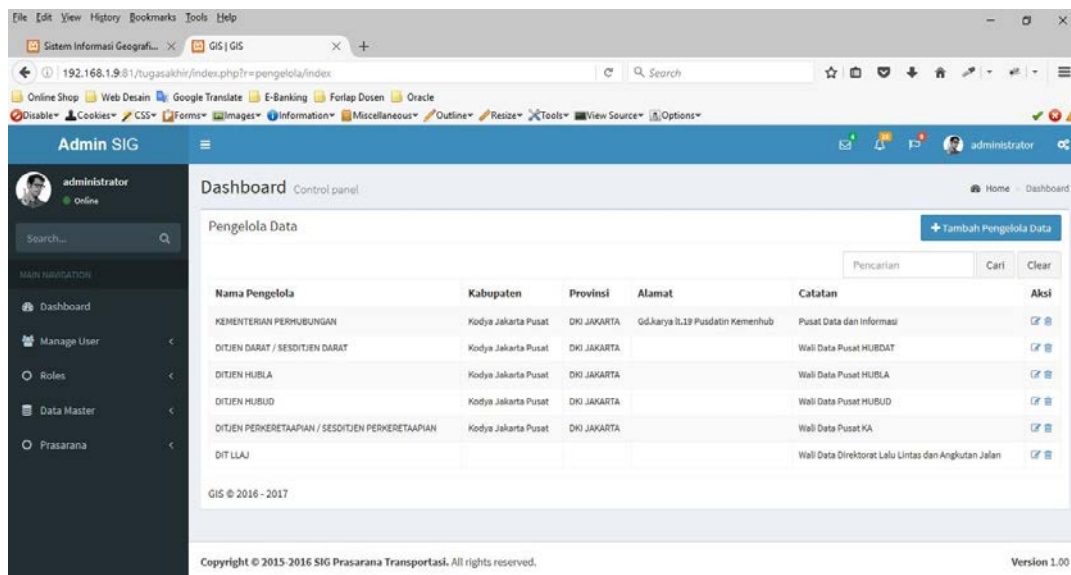 File Edit View History Bookmarks Tools Help
Sistem Informasi Geografi... GIS | GIS
192.168.1.9:81/tugasakhir/index.php?r=pengelola/index Search
Online Shop Web Desain Google Translate E-Banking Forlap Dosen Oracle
Disable Cookies CSS Forms Images Information Miscellaneous Outline Resize Tools View Source Options
Admin SIG administrator
administrator
Online
Search...
MAIN NAVIGATION
Dashboard
Manage User
Roles
Data Master
Prasarana
Dashboard Control panel Home Dashboard
Pengelola Data Tambah Pengelola Data
Pencarian Cari Clear
Nama Pengelola Kabupaten Provinsi Alamat Catatan Aksi
KEMENTERIAN PERHUBUNGAN Kodya Jakarta Pusat DKI JAKARTA Gd.karya lt.19 Pusdatin Kemenhub Pusat Data dan Informasi
DITJEN DARAT / SESDITJEN DARAT Kodya Jakarta Pusat DKI JAKARTA Wali Data Pusat HUBDAT
DITJEN HUBLA Kodya Jakarta Pusat DKI JAKARTA Wali Data Pusat HUBLA
DITJEN HUBUD Kodya Jakarta Pusat DKI JAKARTA Wali Data Pusat HUBUD
DITJEN PERKERETAAPIAN / SESDITJEN PERKERETAAPIAN Kodya Jakarta Pusat DKI JAKARTA Wali Data Pusat KA
DIT LLAJ Wali Data Direktorat Lalu Lintas dan Angkutan Jalan
GIS © 2016 - 2017
Copyright © 2015-2016 SIG Prasarana Transportasi. All rights reserved. Version 1.00